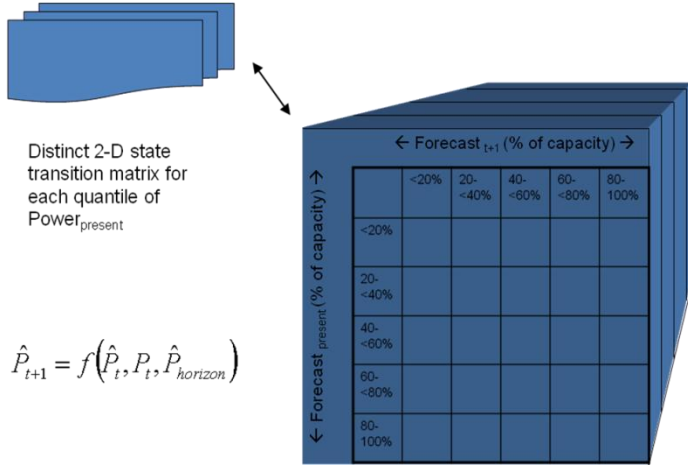 Distinct 2-D state
transition matrix for
each quantile of
Power_present
P̂_{t+1} = f(P̂_t, P_t, P̂_horizon)
← Forecast _{t+1} (% of capacity) →
← Forecast _present (% of capacity) →
<20% 20-<40% 40-<60% 60-<80% 80-100%
<20%
20-
<40%
40-
<60%
60-
<80%
80-
100%